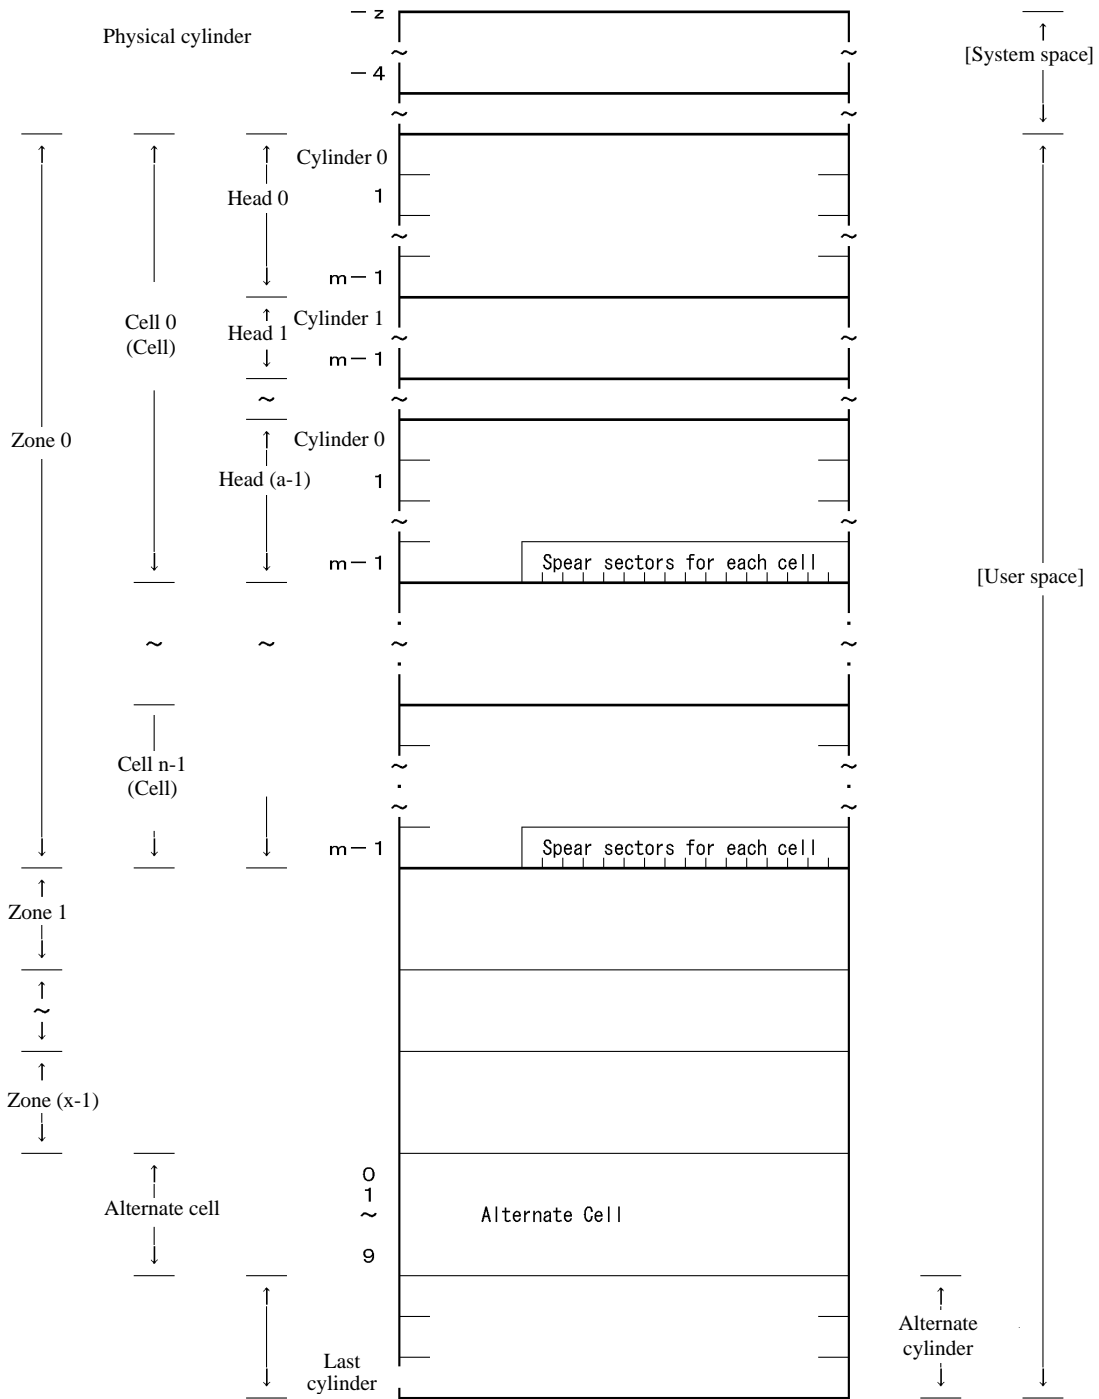 −z
Physical cylinder
[System space]
~ ~
−4
~ ~
Cylinder 0
1
Head 0
~ ~
m−1
Cell 0
(Cell)
Head 1
Cylinder 1
~ ~
m−1
~ ~ ~
Zone 0
Cylinder 0
Head (a-1)
1
~ ~
m−1
Spear sectors for each cell
[User space]
. .
~ ~ ~ ~
. .
Cell n-1
(Cell)
~ ~
. .
~ ~
m−1
Spear sectors for each cell
Zone 1
~
Zone (x-1)
0
1
~
9
Alternate cell
Alternate Cell
Alternate
cylinder
Last
cylinder